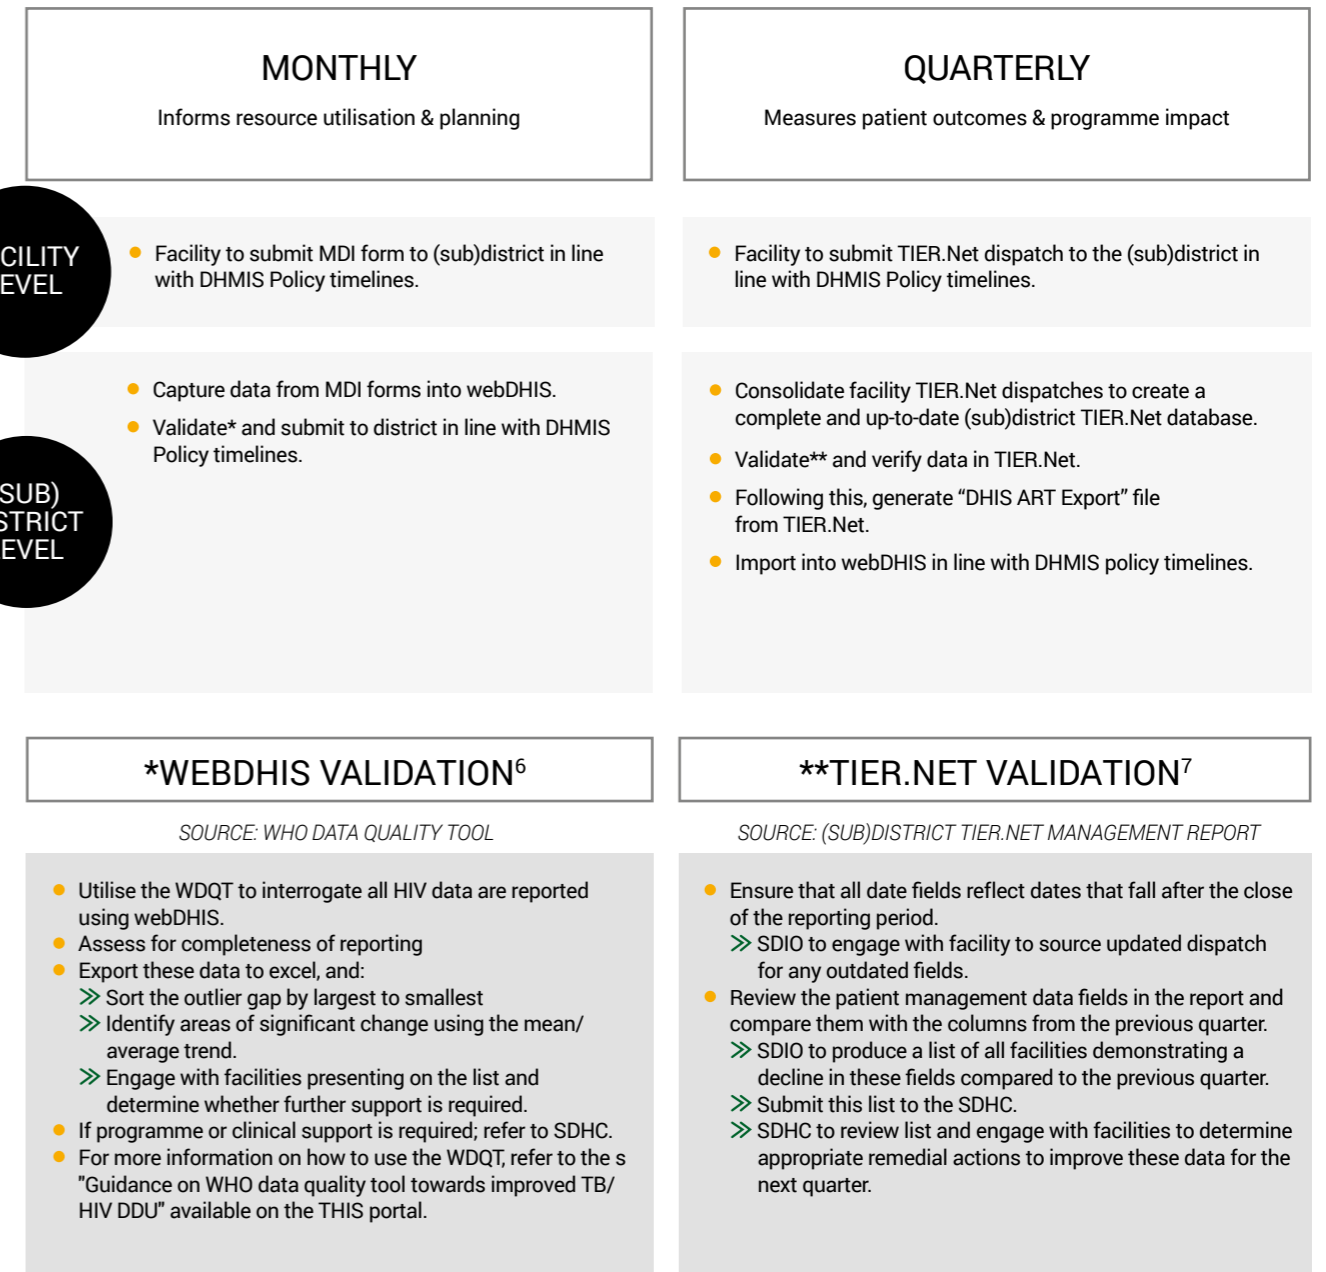 MONTHLY
Informs resource utilisation & planning
QUARTERLY
Measures patient outcomes & programme impact
CILITY
EVEL
• Facility to submit MDI form to (sub)district in line
with DHMIS Policy timelines.
• Facility to submit TIER.Net dispatch to the (sub)district in
line with DHMIS Policy timelines.
SUB)
STRICT
EVEL
• Capture data from MDI forms into webDHIS.
• Validate* and submit to district in line with DHMIS
Policy timelines.
• Consolidate facility TIER.Net dispatches to create a
complete and up-to-date (sub)district TIER.Net database.
• Validate** and verify data in TIER.Net.
• Following this, generate “DHIS ART Export” file
from TIER.Net.
• Import into webDHIS in line with DHMIS policy timelines.
*WEBDHIS VALIDATION⁶
SOURCE: WHO DATA QUALITY TOOL
• Utilise the WDQT to interrogate all HIV data are reported
using webDHIS.
• Assess for completeness of reporting
• Export these data to excel, and:
>> Sort the outlier gap by largest to smallest
>> Identify areas of significant change using the mean/
average trend.
>> Engage with facilities presenting on the list and
determine whether further support is required.
• If programme or clinical support is required; refer to SDHC.
• For more information on how to use the WDQT, refer to the s
"Guidance on WHO data quality tool towards improved TB/
HIV DDU" available on the THIS portal.
**TIER.NET VALIDATION⁷
SOURCE: (SUB)DISTRICT TIER.NET MANAGEMENT REPORT
• Ensure that all date fields reflect dates that fall after the close
of the reporting period.
>> SDIO to engage with facility to source updated dispatch
for any outdated fields.
• Review the patient management data fields in the report and
compare them with the columns from the previous quarter.
>> SDIO to produce a list of all facilities demonstrating a
decline in these fields compared to the previous quarter.
>> Submit this list to the SDHC.
>> SDHC to review list and engage with facilities to determine
appropriate remedial actions to improve these data for the
next quarter.